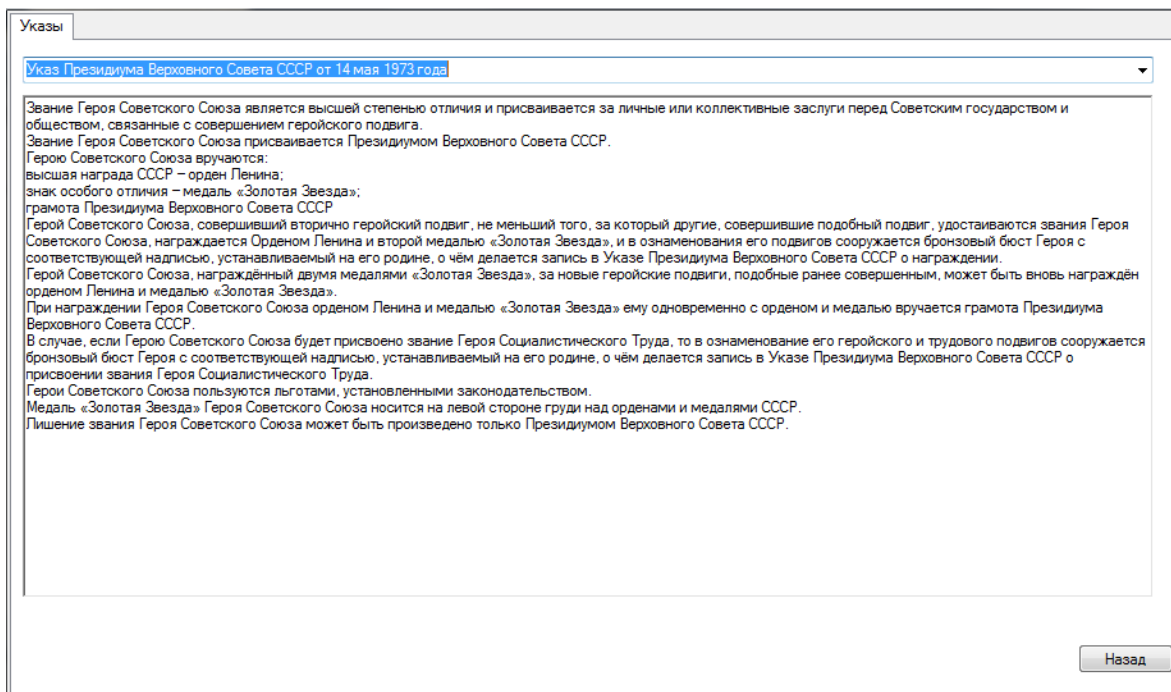 Указы
Указ Президиума Верховного Совета СССР от 14 мая 1973 года
Звание Героя Советского Союза является высшей степенью отличия и присваивается за личные или коллективные заслуги перед Советским государством и
обществом, связанные с совершением геройского подвига.
Звание Героя Советского Союза присваивается Президиумом Верховного Совета СССР.
Герою Советского Союза вручаются:
высшая награда СССР – орден Ленина;
знак особого отличия – медаль «Золотая Звезда»;
грамота Президиума Верховного Совета СССР
Герой Советского Союза, совершивший вторично геройский подвиг, не меньший того, за который другие, совершившие подобный подвиг, удостаиваются звания Героя
Советского Союза, награждается Орденом Ленина и второй медалью «Золотая Звезда», и в ознаменования его подвигов сооружается бронзовый бюст Героя с
соответствующей надписью, устанавливаемый на его родине, о чём делается запись в Указе Президиума Верховного Совета СССР о награждении.
Герой Советского Союза, награждённый двумя медалями «Золотая Звезда», за новые геройские подвиги, подобные ранее совершенным, может быть вновь награждён
орденом Ленина и медалью «Золотая Звезда».
При награждении Героя Советского Союза орденом Ленина и медалью «Золотая Звезда» ему одновременно с орденом и медалью вручается грамота Президиума
Верховного Совета СССР.
В случае, если Герою Советского Союза будет присвоено звание Героя Социалистического Труда, то в ознаменование его геройского и трудового подвигов сооружается
бронзовый бюст Героя с соответствующей надписью, устанавливаемый на его родине, о чём делается запись в Указе Президиума Верховного Совета СССР о
присвоении звания Героя Социалистического Труда.
Герои Советского Союза пользуются льготами, установленными законодательством.
Медаль «Золотая Звезда» Героя Советского Союза носится на левой стороне груди над орденами и медалями СССР.
Лишение звания Героя Советского Союза может быть произведено только Президиумом Верховного Совета СССР.
Назад